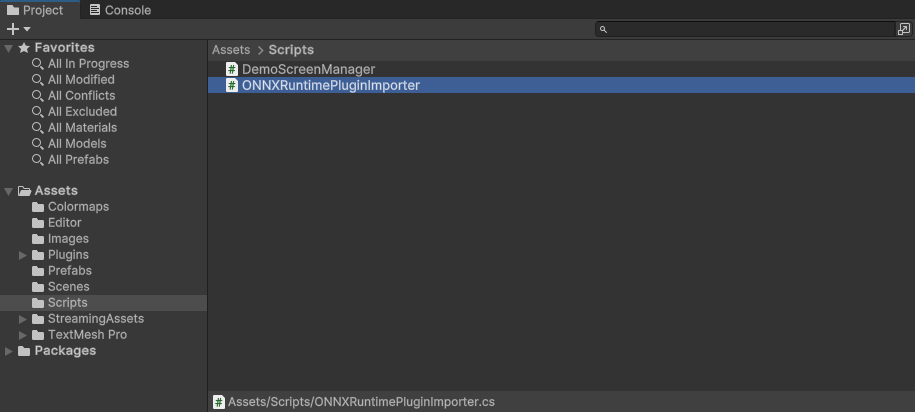 Project
Console
Favorites
All In Progress
All Modified
All Conflicts
All Excluded
All Materials
All Models
All Prefabs
Assets
Colormaps
Editor
Images
Plugins
Prefabs
Scenes
Scripts
StreamingAssets
TextMesh Pro
Packages
Assets > Scripts
# DemoScreenManager
# ONNXRuntimePluginImporter
# Assets/Scripts/ONNXRuntimePluginImporter.cs